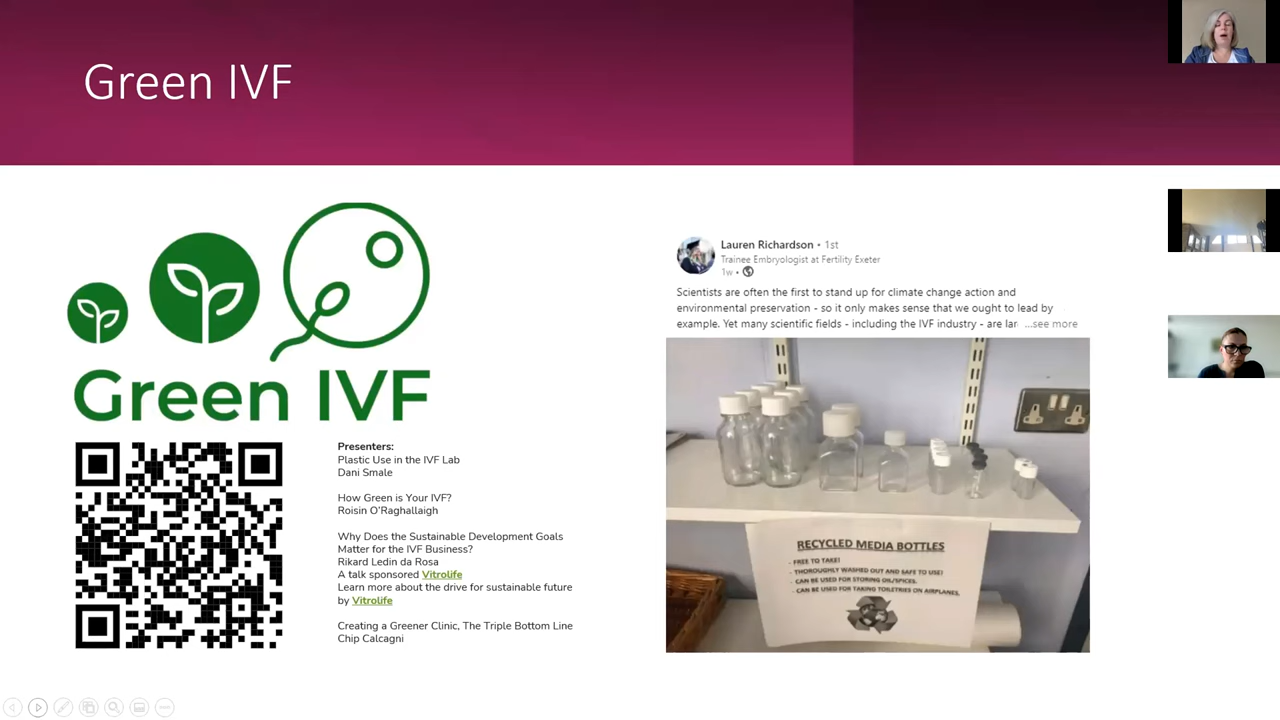 Green IVF
Green IVF
Presenters:
Plastic Use in the IVF Lab
Dani Smale
How Green is Your IVF?
Roisin O'Raghallaigh
Why Does the Sustainable Development Goals
Matter for the IVF Business?
Rikard Ledin da Rosa
A talk sponsored Vitrolife
Learn more about the drive for sustainable future
by Vitrolife
Creating a Greener Clinic, The Triple Bottom Line
Chip Calcagni
Lauren Richardson • 1st
Trainee Embryologist at Fertility Exeter
1w •
Scientists are often the first to stand up for climate change action and
environmental preservation - so it only makes sense that we ought to lead by
example. Yet many scientific fields - including the IVF industry - are lar ...see more
RECYCLED MEDIA BOTTLES
- FREE TO TAKE!
- THOROUGHLY WASHED OUT AND SAFE TO USE!
- CAN BE USED FOR STORING OIL/SPICES.
- CAN BE USED FOR TAKING TOILETRIES ON AIRPLANES.